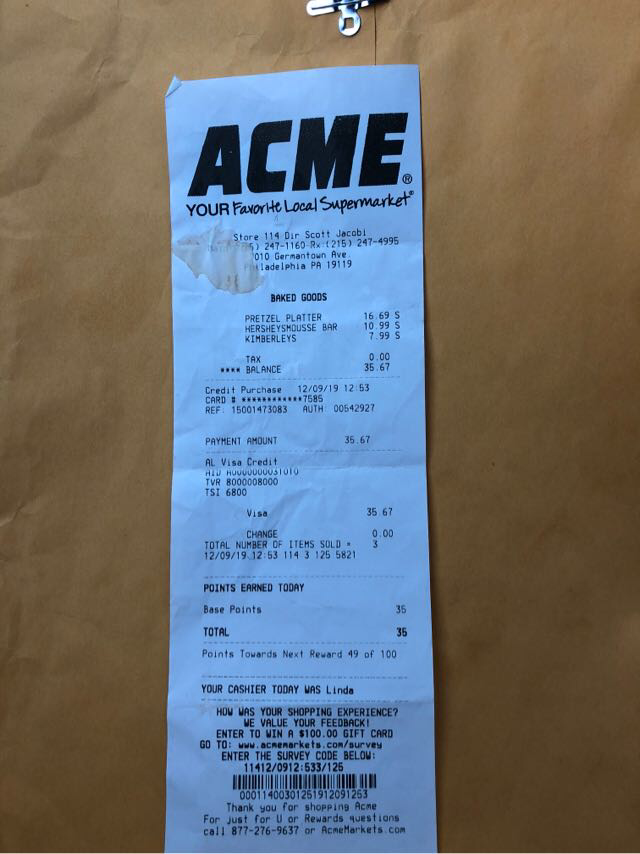 ACME®
YOUR Favorite Local Supermarket®
Store 114 Dir Scott Jacobi
247-1160 Rx:(215) 247-4995
Germantown Ave
Philadelphia PA 19119
BAKED GOODS
PRETZEL PLATTER 16.69 S
HERSHEYSMOUSSE BAR 10.99 S
KIMBERLEYS 7.99 S
TAX 0.00
**** BALANCE 35.67
Credit Purchase 12/09/19 12:53
CARD # ************7585
REF: 15001473083 AUTH: 00542927
PAYMENT AMOUNT 35.67
AL Visa Credit
AID A0000000031010
TVR 8000008000
TSI 6800
Visa 35.67
CHANGE 0.00
TOTAL NUMBER OF ITEMS SOLD = 3
12/09/19 12:53 114 3 125 5821
POINTS EARNED TODAY
Base Points 35
TOTAL 35
Points Towards Next Reward 49 of 100
YOUR CASHIER TODAY WAS Linda
HOW WAS YOUR SHOPPING EXPERIENCE?
WE VALUE YOUR FEEDBACK!
ENTER TO WIN A $100.00 GIFT CARD
GO TO: www.acmemarkets.com/survey
ENTER THE SURVEY CODE BELOW:
11412/0912:533/125
00011400301251912091253
Thank you for shopping Acme
For Just for U or Rewards questions
call 877-276-9637 or AcmeMarkets.com